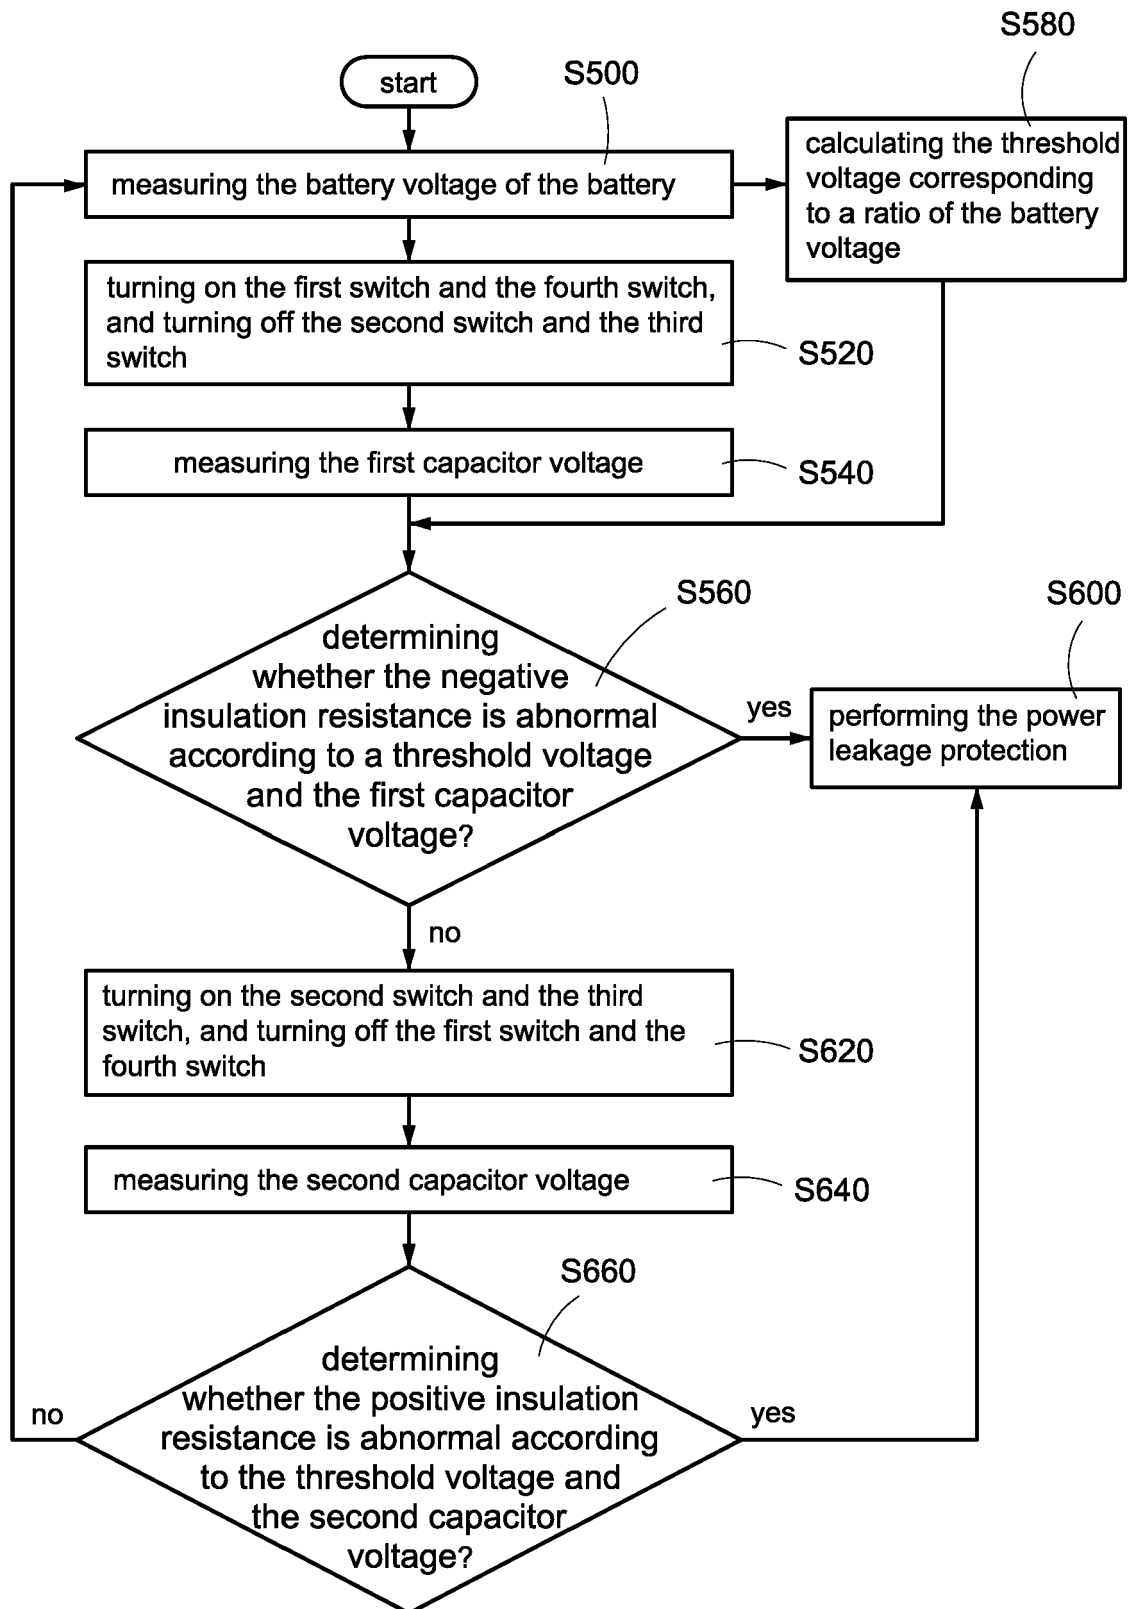 S580
start
S500
measuring the battery voltage of the battery
calculating the threshold
voltage corresponding
to a ratio of the battery
voltage
turning on the first switch and the fourth switch,
and turning off the second switch and the third
switch
S520
measuring the first capacitor voltage
S540
S560
S600
determining
whether the negative
insulation resistance is abnormal
according to a threshold voltage
and the first capacitor
voltage?
yes
performing the power
leakage protection
no
turning on the second switch and the third
switch, and turning off the first switch and the
fourth switch
S620
measuring the second capacitor voltage
S640
S660
determining
whether the positive insulation
resistance is abnormal according
to the threshold voltage and
the second capacitor
voltage?
no
yes